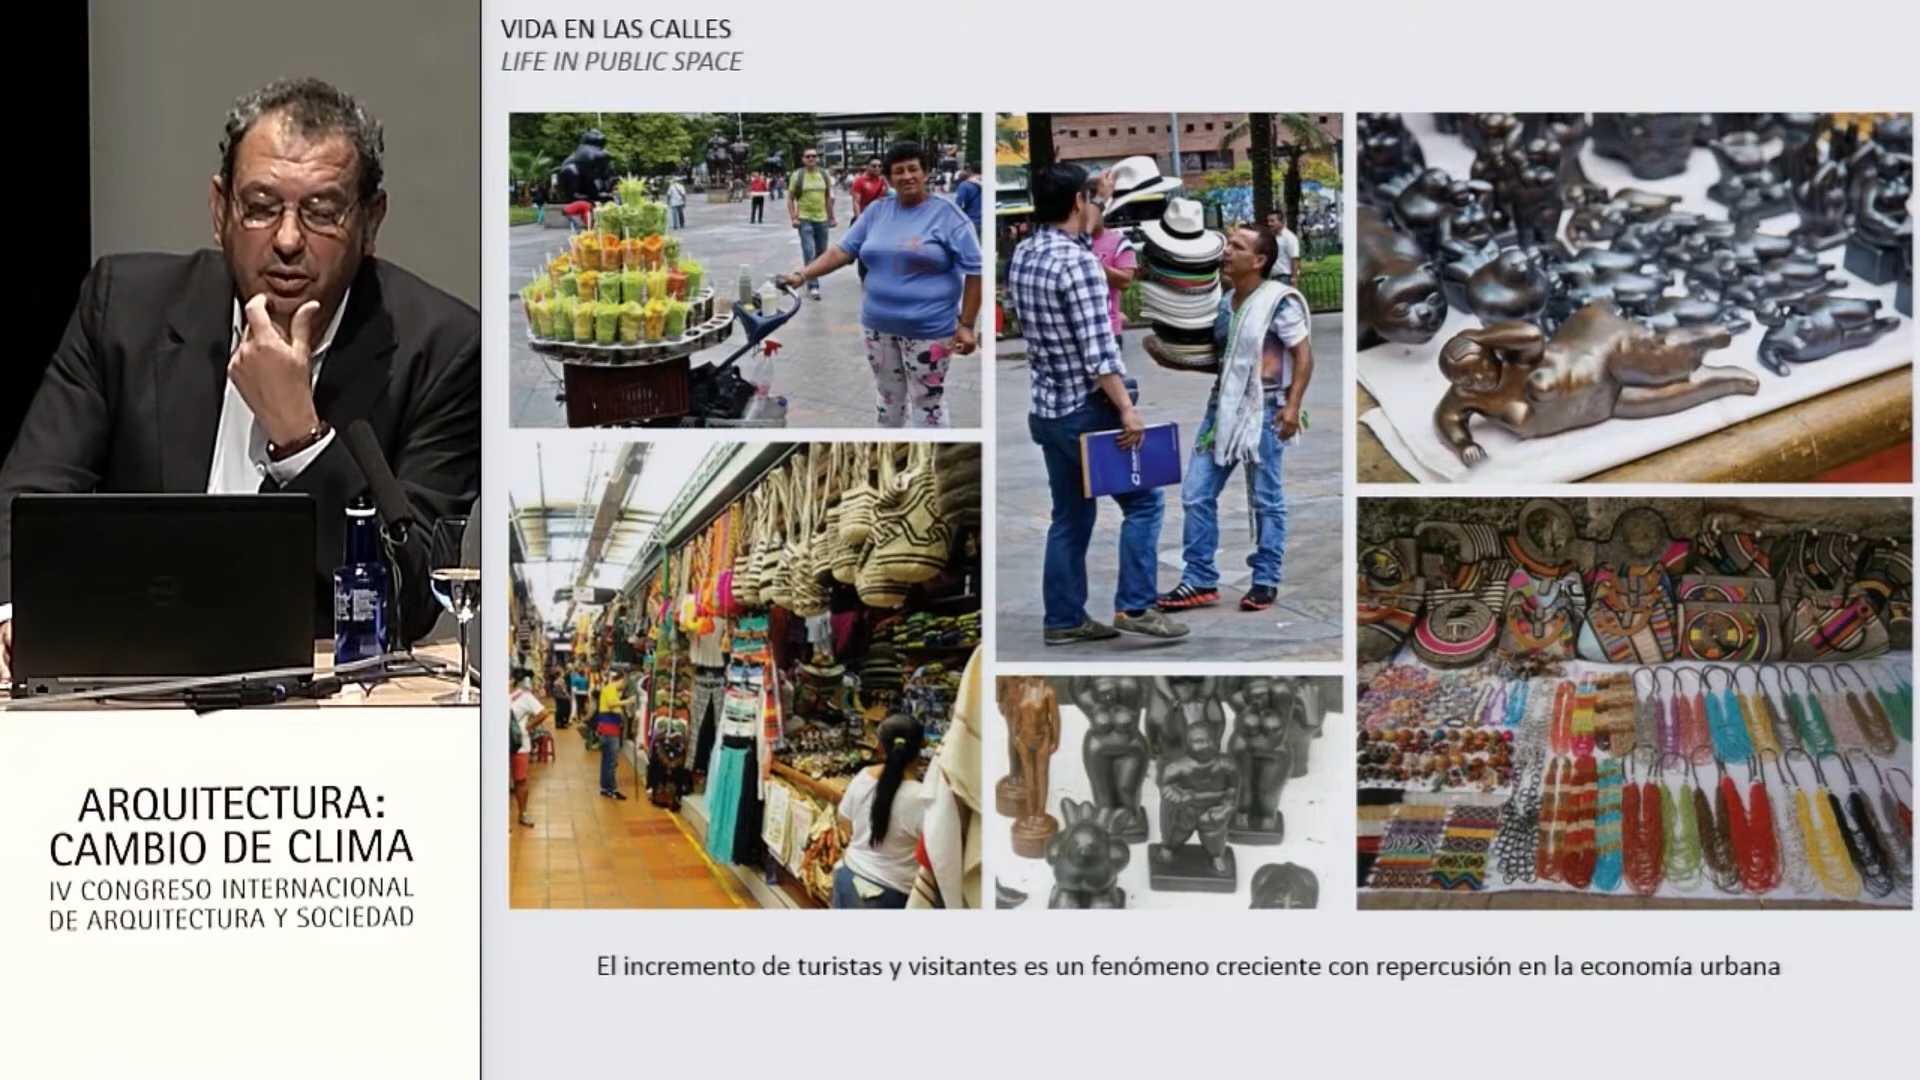 VIDA EN LAS CALLES
LIFE IN PUBLIC SPACE
El incremento de turistas y visitantes es un fenómeno creciente con repercusión en la economía urbana
ARQUITECTURA:
CAMBIO DE CLIMA
IV CONGRESO INTERNACIONAL
DE ARQUITECTURA Y SOCIEDAD